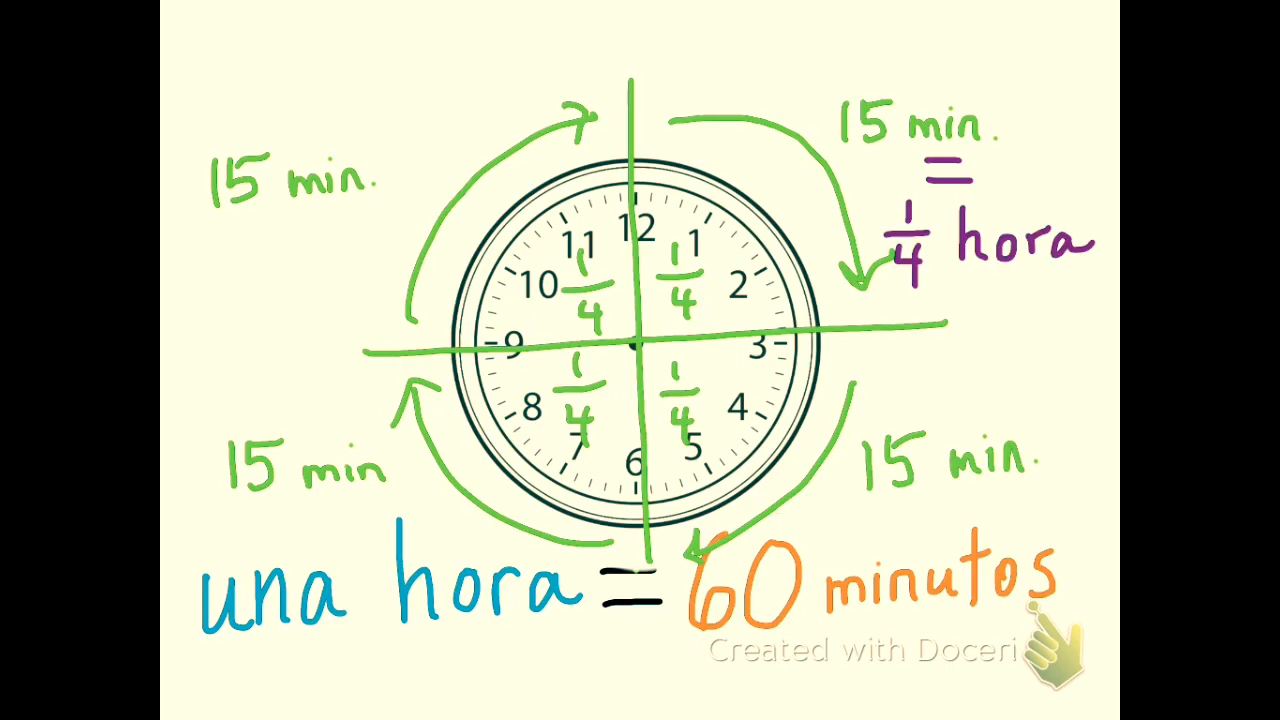 15 min.
=
1/4 hora
15 min.
12
11
1
10
2
1/4
1/4
9
3
1/4
1/4
8
4
7
5
6
15 min
15 min.
una hora = 60 minutos
Created with Doceri